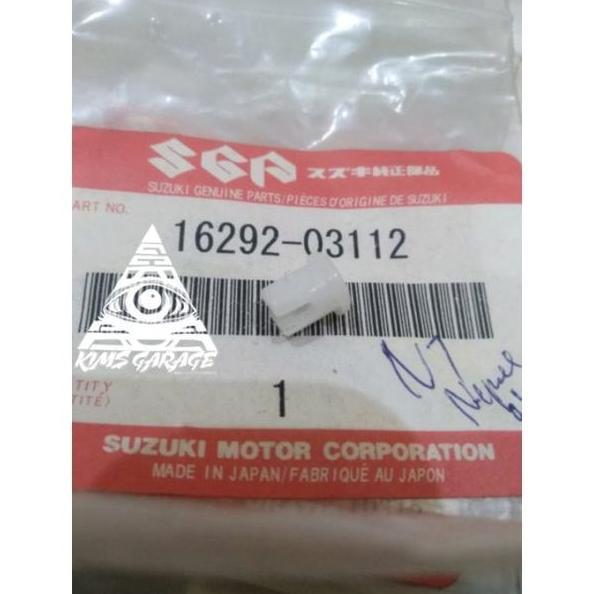 SGP スズキ純正部品
SUZUKI GENUINE PARTS/PIÈCES D'ORIGINE DE SUZUKI
ART NO.
16292-03112
KIMS GARAGE
TITY
TITÉ)
1
SUZUKI MOTOR CORPORATION
MADE IN JAPAN/FABRIQUÉ AU JAPON